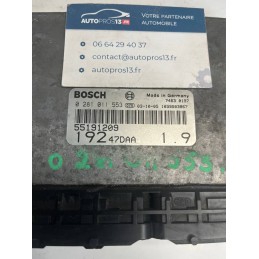 AUTOPROS13.FR
VOTRE PARTENAIRE
AUTOMOBILE
06 64 29 40 37
contact@autopros13.fr
autopros13.fr
BOSCH
Made in Germany
0 281 011 553
55191209
19247DAA 1.9